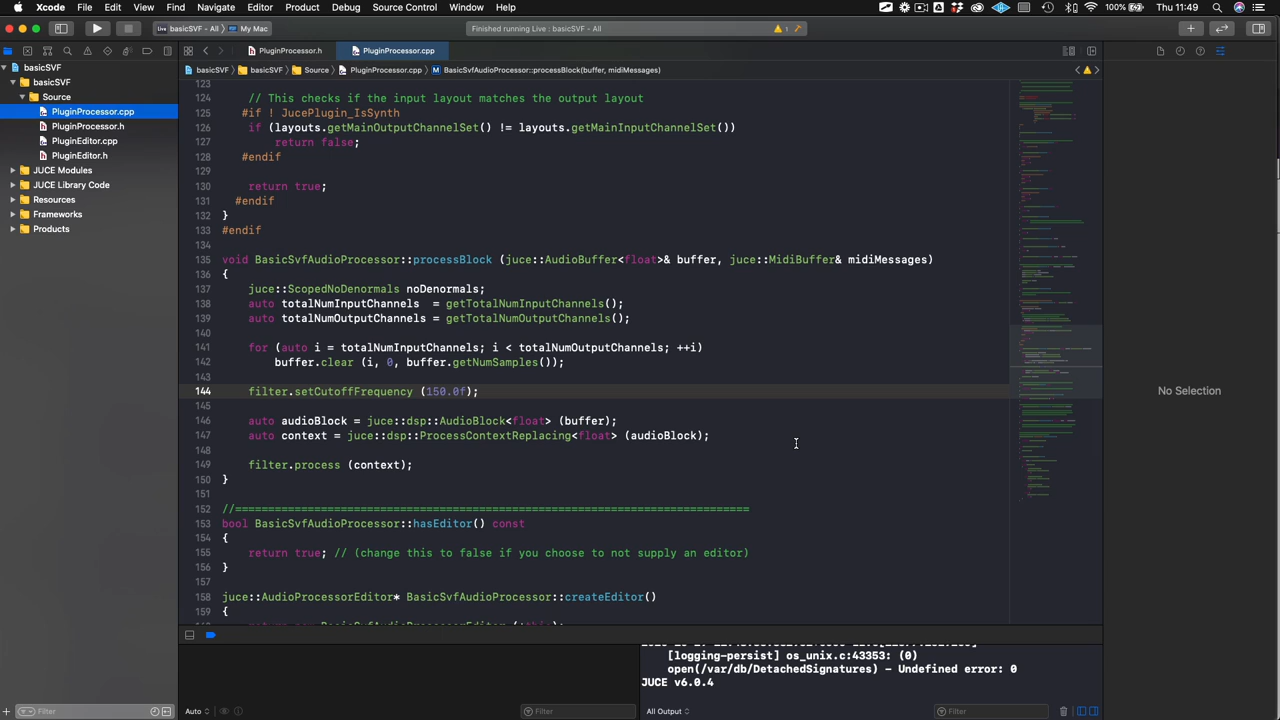 Xcode File Edit View Find Navigate Editor Product Debug Source Control Window Help 100% Thu 11:49
basicSVF - All My Mac Finished running Live : basicSVF - All 1
PluginProcessor.h PluginProcessor.cpp
basicSVF basicSVF Source PluginProcessor.cpp M BasicSvfAudioProcessor::processBlock(buffer, midiMessages)
basicSVF
basicSVF
Source
PluginProcessor.cpp
PluginProcessor.h
PluginEditor.cpp
PluginEditor.h
JUCE Modules
JUCE Library Code
Resources
Frameworks
Products
123
124 // This checks if the input layout matches the output layout
125 #if ! JucePlugin_IsSynth
126 if (layouts.getMainOutputChannelSet() != layouts.getMainInputChannelSet())
127 return false;
128 #endif
129
130 return true;
131 #endif
132 }
133 #endif
134
135 void BasicSvfAudioProcessor::processBlock (juce::AudioBuffer<float>& buffer, juce::MidiBuffer& midiMessages)
136 {
137 juce::ScopedNoDenormals noDenormals;
138 auto totalNumInputChannels = getTotalNumInputChannels();
139 auto totalNumOutputChannels = getTotalNumOutputChannels();
140
141 for (auto i = totalNumInputChannels; i < totalNumOutputChannels; ++i)
142 buffer.clear (i, 0, buffer.getNumSamples());
143
144 filter.setCutoffFrequency (150.0f);
145
146 auto audioBlock = juce::dsp::AudioBlock<float> (buffer);
147 auto context = juce::dsp::ProcessContextReplacing<float> (audioBlock);
148
149 filter.process (context);
150 }
151
152 //==============================================================================
153 bool BasicSvfAudioProcessor::hasEditor() const
154 {
155 return true; // (change this to false if you choose to not supply an editor)
156 }
157
158 juce::AudioProcessorEditor* BasicSvfAudioProcessor::createEditor()
159 {
No Selection
[logging-persist] os_unix.c:43353: (0)
open(/var/db/DetachedSignatures) - Undefined error: 0
JUCE v6.0.4
Filter Auto Filter All Output Filter